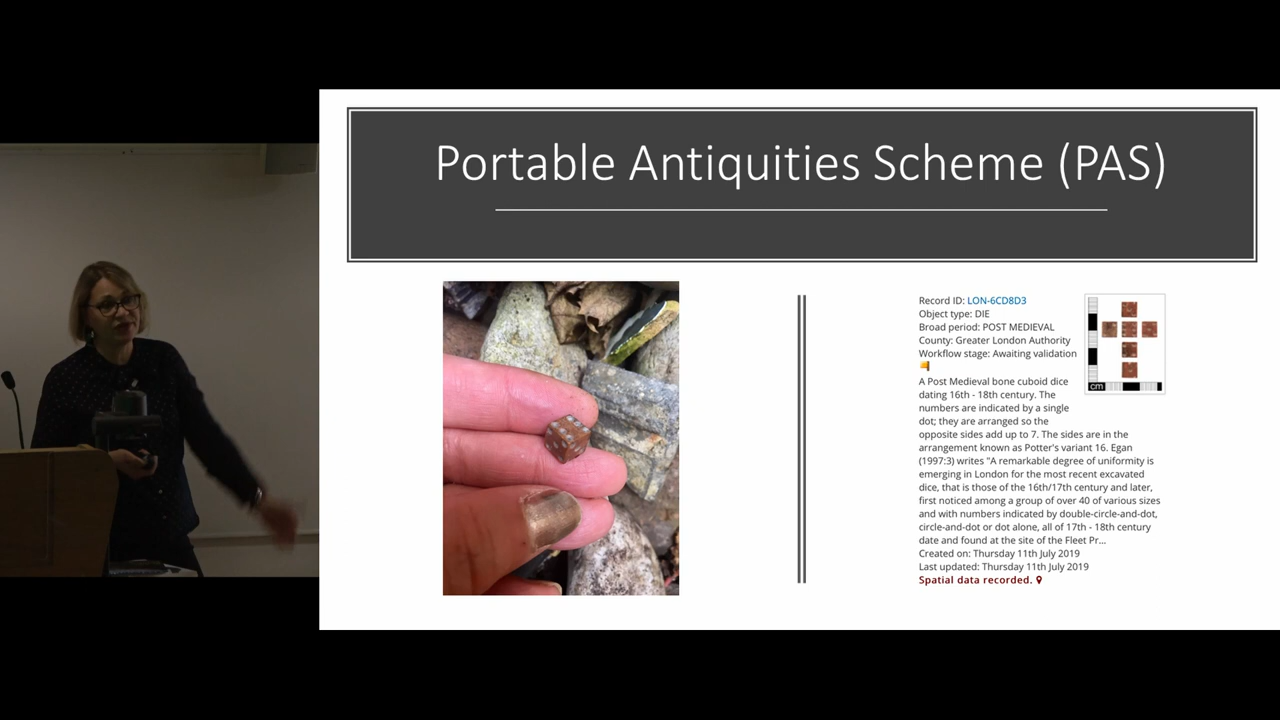 Portable Antiquities Scheme (PAS)
Record ID: LON-6CD8D3
Object type: DIE
Broad period: POST MEDIEVAL
County: Greater London Authority
Workflow stage: Awaiting validation
A Post Medieval bone cuboid dice
dating 16th - 18th century. The
numbers are indicated by a single
dot; they are arranged so the
opposite sides add up to 7. The sides are in the
arrangement known as Potter's variant 16. Egan
(1997:3) writes "A remarkable degree of uniformity is
emerging in London for the most recent excavated
dice, that is those of the 16th/17th century and later,
first noticed among a group of over 40 of various sizes
and with numbers indicated by double-circle-and-dot,
circle-and-dot or dot alone, all of 17th - 18th century
date and found at the site of the Fleet Pr...
Created on: Thursday 11th July 2019
Last updated: Thursday 11th July 2019
Spatial data recorded.
cm